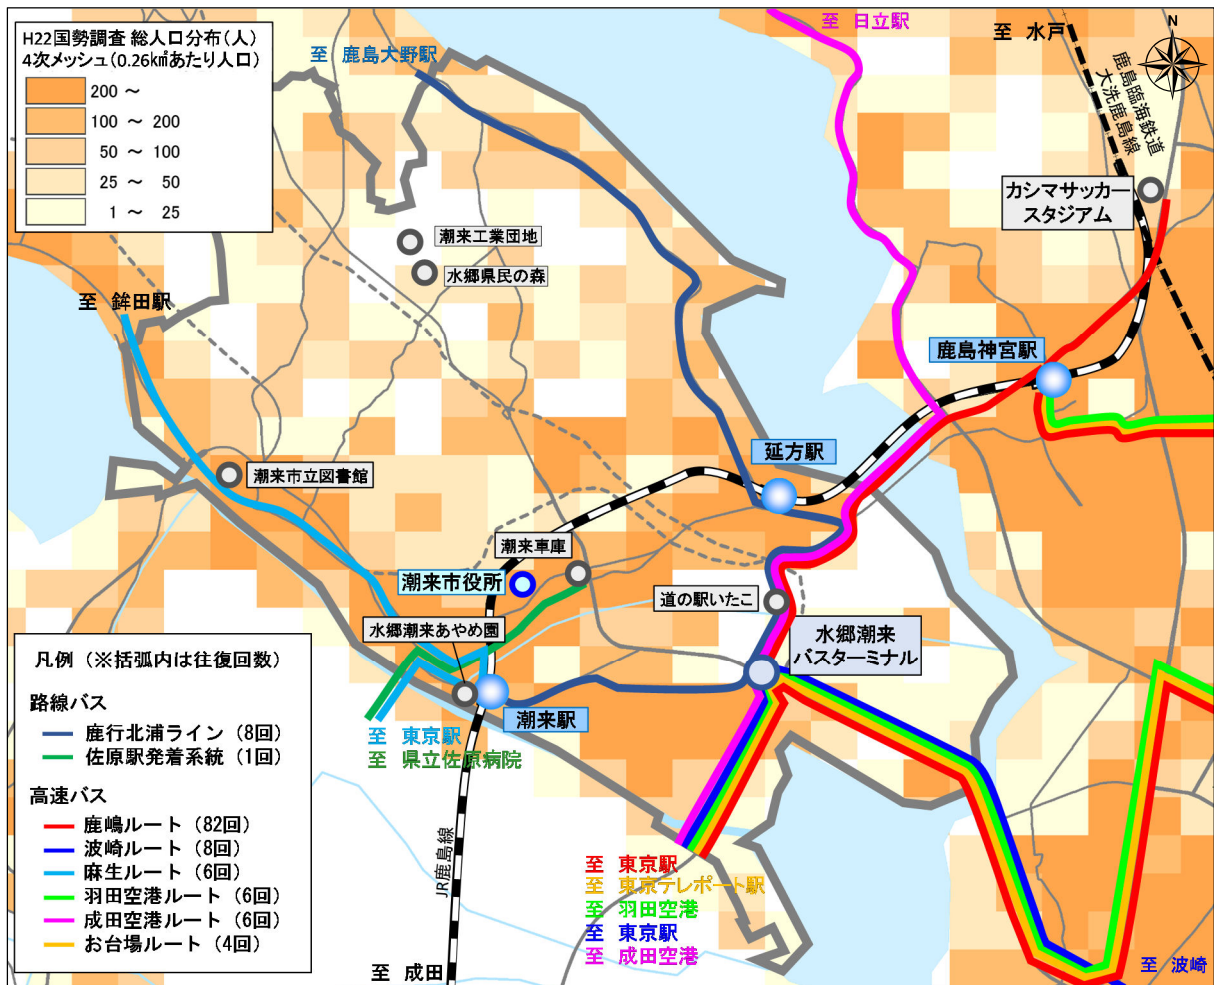 H22国勢調査 総人口分布(人)
4次メッシュ(0.26k㎡あたり人口)
200 ～
100 ～ 200
50 ～ 100
25 ～ 50
1 ～ 25
至 鹿島大野駅
至 日立駅
至 水戸
N
鹿島臨海鉄道
大洗鹿島線
カシマサッカー
スタジアム
潮来工業団地
水郷県民の森
至 鉾田駅
鹿島神宮駅
延方駅
潮来市立図書館
潮来車庫
潮来市役所
道の駅いたこ
水郷潮来あやめ園
水郷潮来
バスターミナル
潮来駅
至 東京駅
至 県立佐原病院
凡例（※括弧内は往復回数）
路線バス
鹿行北浦ライン（8回）
佐原駅発着系統（1回）
高速バス
鹿嶋ルート（82回）
波崎ルート（8回）
麻生ルート（6回）
羽田空港ルート（6回）
成田空港ルート（6回）
お台場ルート（4回）
JR鹿島線
至 成田
至 東京駅
至 東京テレポート駅
至 羽田空港
至 東京駅
至 成田空港
至 波崎